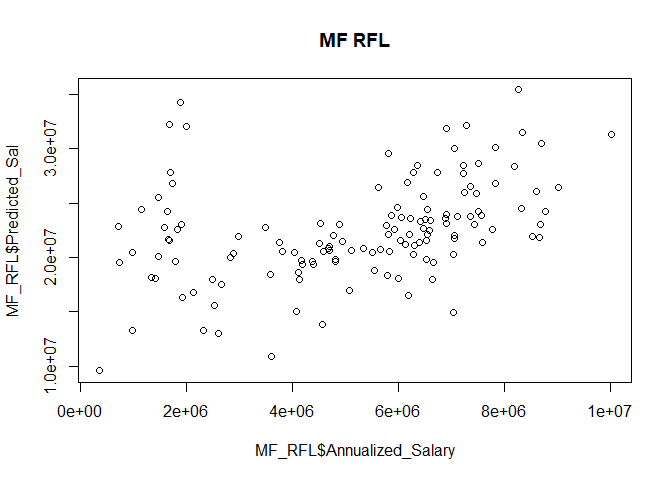 MF RFL
MF_RFL$Predicted_Sal
1.0e+07
2.0e+07
3.0e+07
0e+00
2e+06
4e+06
6e+06
8e+06
1e+07
MF_RFL$Annualized_Salary